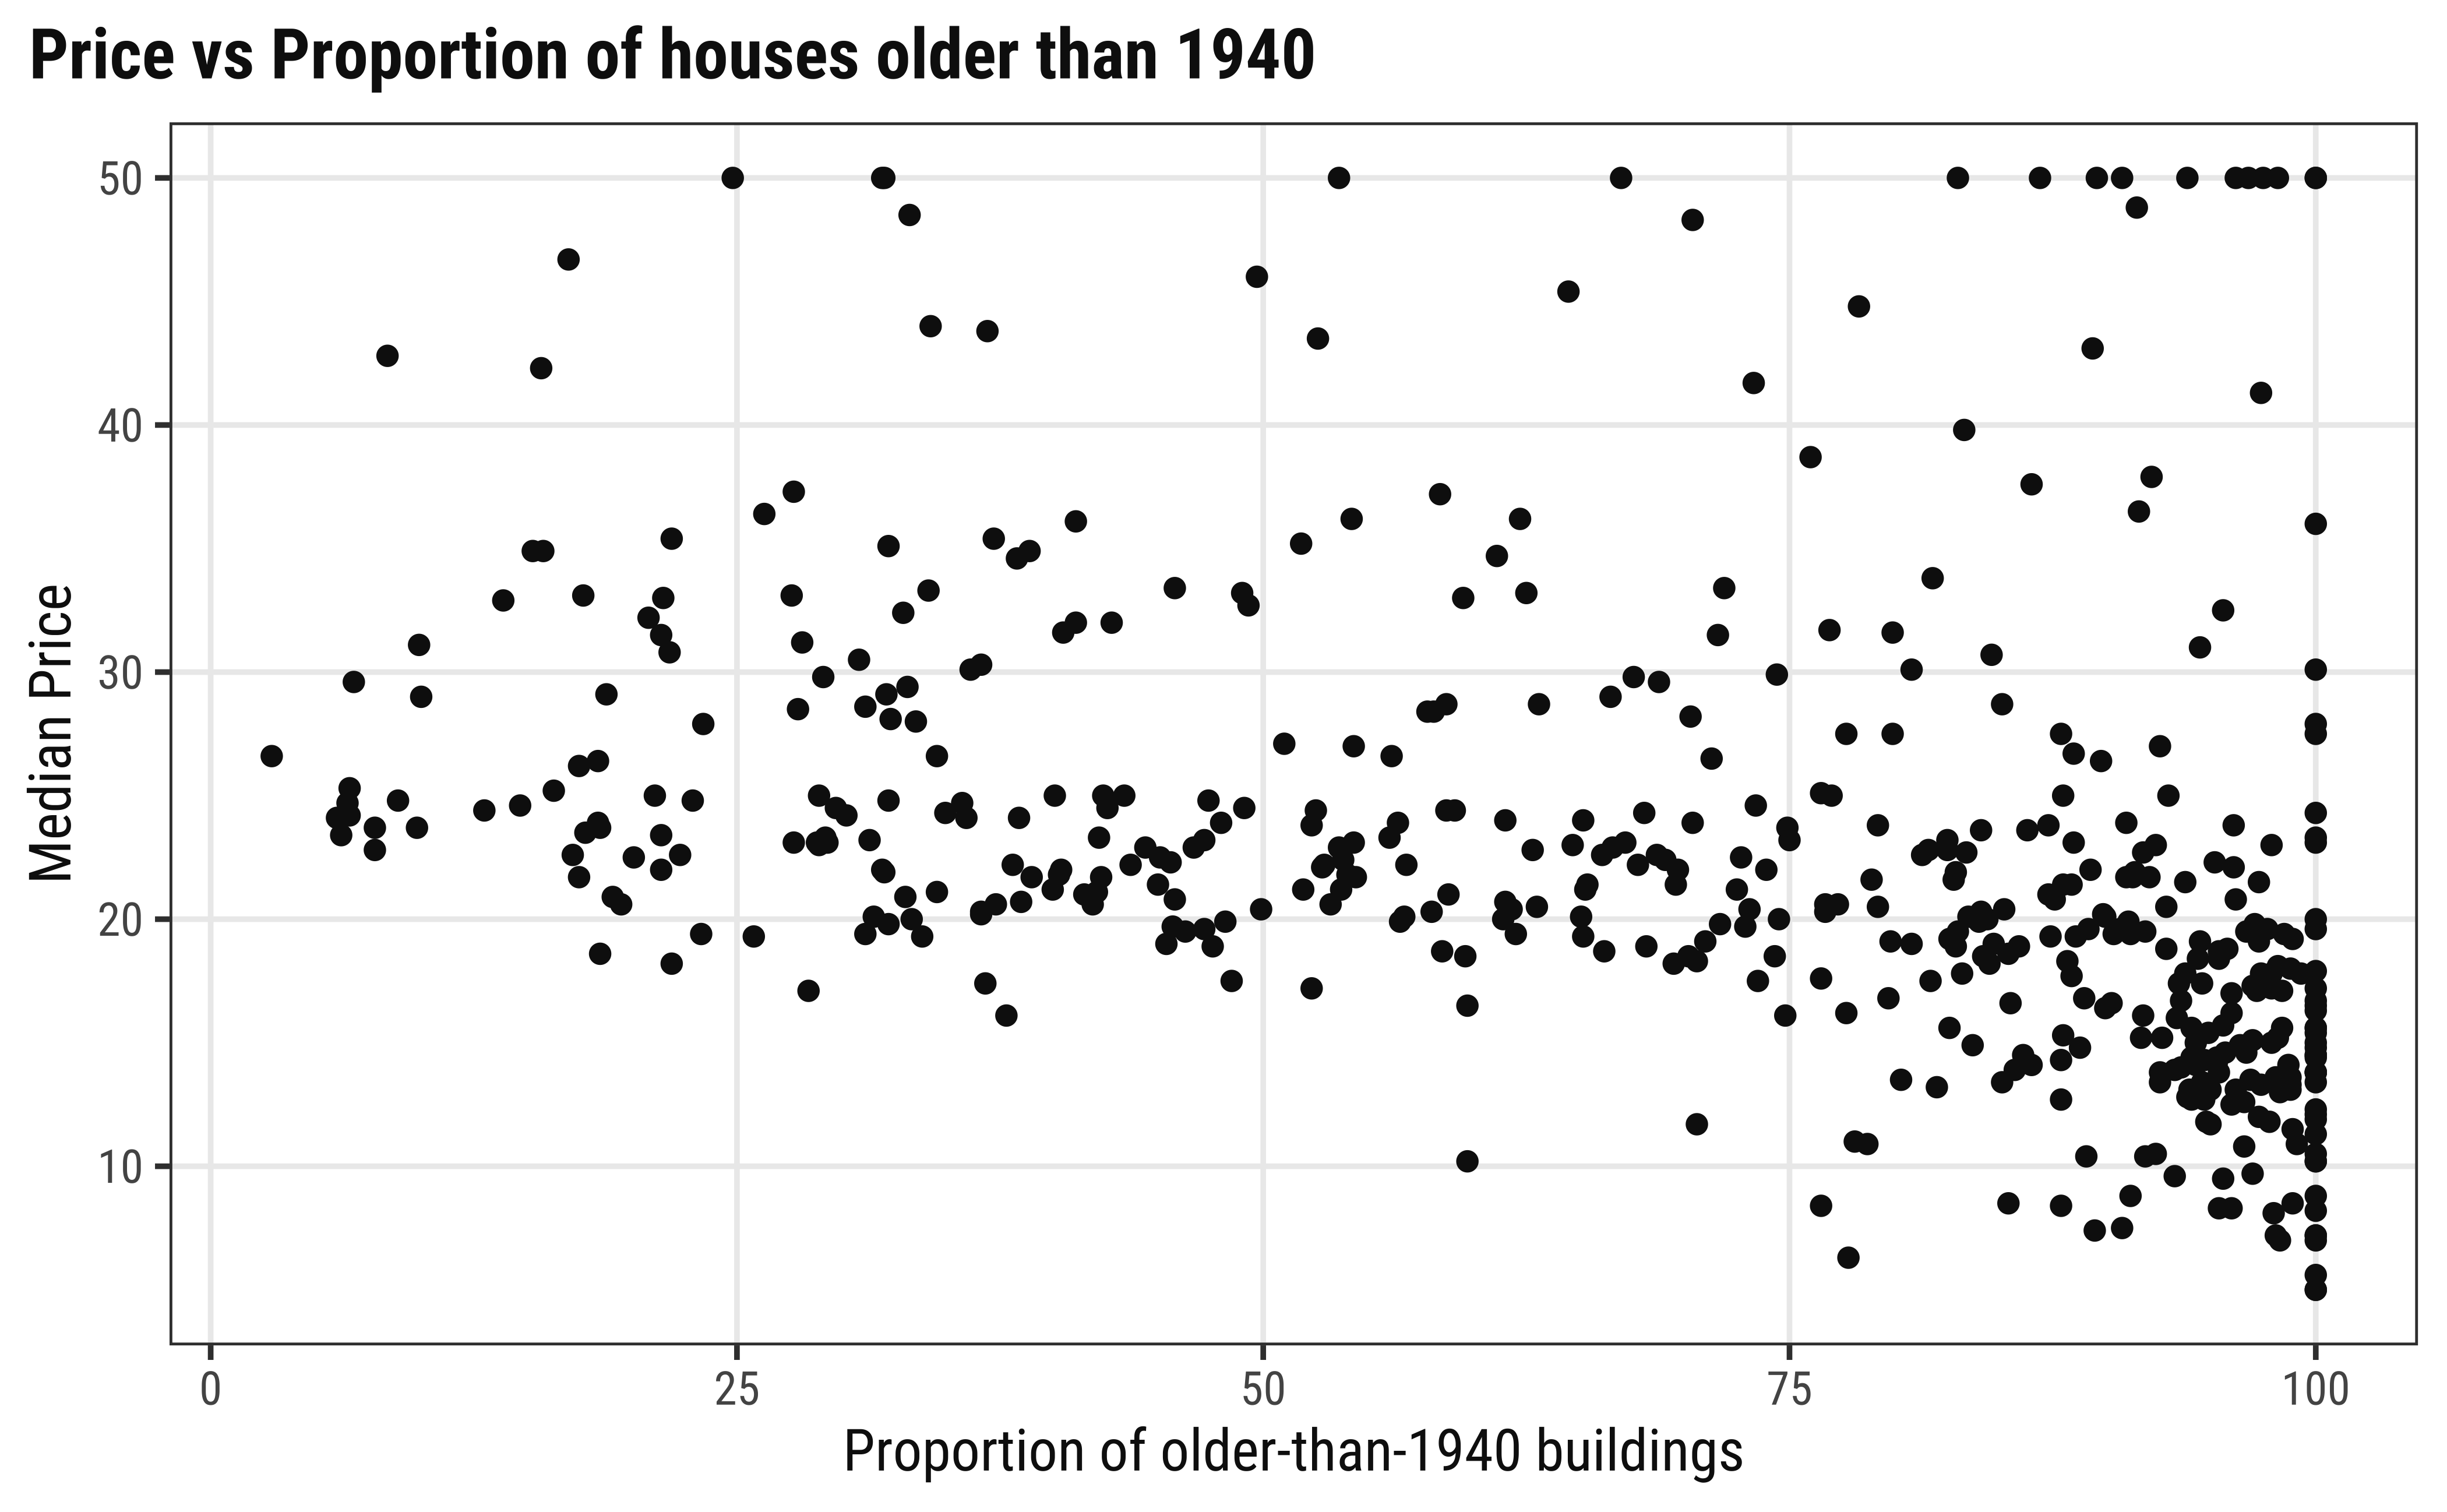 Price vs Proportion of houses older than 1940
Median Price
50
40
30
20
10
0 25 50 75 100
Proportion of older-than-1940 buildings